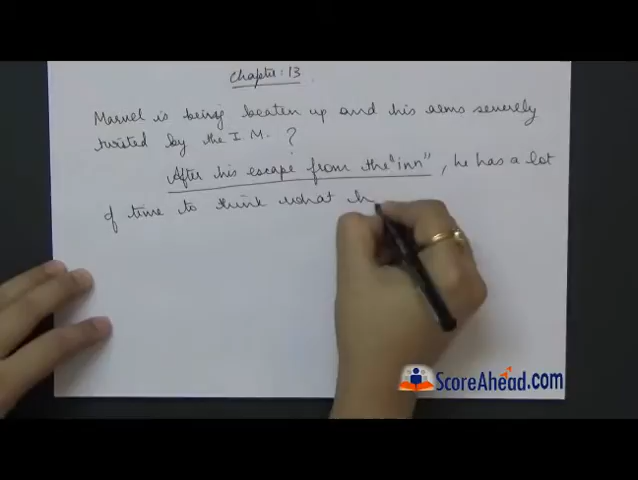 Chapter: 13
Marvel is being beaten up and his arms severely
twisted by the I.M. ?
After his escape from the "inn", he has a lot
of time to think what h
ScoreAhead.com